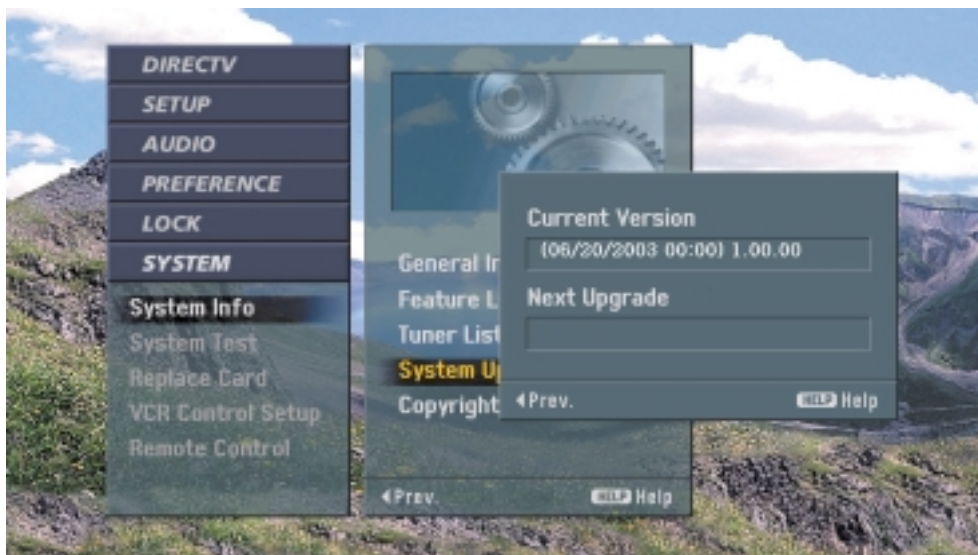 DIRECTV
SETUP
AUDIO
PREFERENCE
LOCK
SYSTEM
System Info
System Test
Replace Card
VCR Control Setup
Remote Control
General In
Feature L
Tuner List
System Up
Copyright
◀Prev.
HELP Help
Current Version
(06/20/2003 00:00) 1.00.00
Next Upgrade
◀Prev.
HELP Help